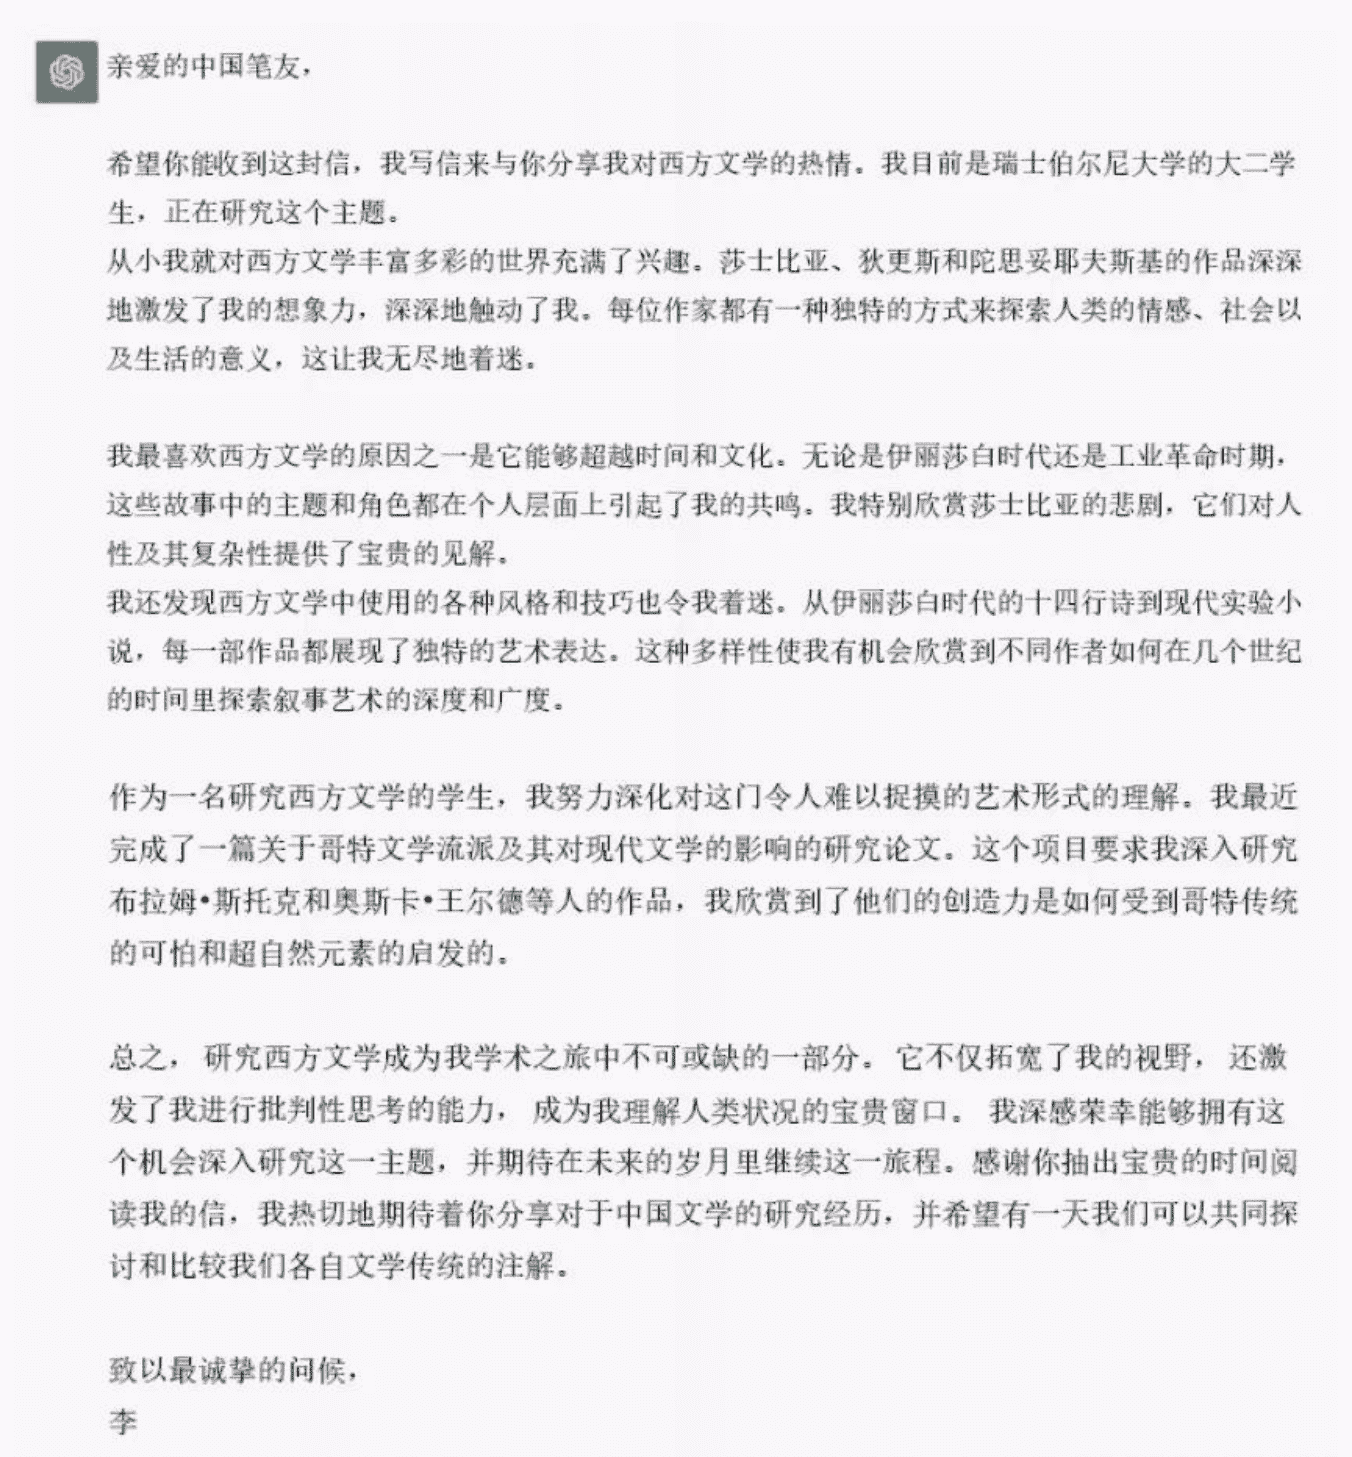 亲爱的中国笔友，
希望你能收到这封信，我写信来与你分享我对西方文学的热情。我目前是瑞士伯尔尼大学的大二学
生，正在研究这个主题。
从小我就对西方文学丰富多彩的世界充满了兴趣。莎士比亚、狄更斯和陀思妥耶夫斯基的作品深深
地激发了我的想象力，深深地触动了我。每位作家都有一种独特的方式来探索人类的情感、社会以
及生活的意义，这让我无尽地着迷。
我最喜欢西方文学的原因之一是它能够超越时间和文化。无论是伊丽莎白时代还是工业革命时期，
这些故事中的主题和角色都在个人层面上引起了我的共鸣。我特别欣赏莎士比亚的悲剧，它们对人
性及其复杂性提供了宝贵的见解。
我还发现西方文学中使用的各种风格和技巧也令我着迷。从伊丽莎白时代的十四行诗到现代实验小
说，每一部作品都展现了独特的艺术表达。这种多样性使我有机会欣赏到不同作者如何在几个世纪
的时间里探索叙事艺术的深度和广度。
作为一名研究西方文学的学生，我努力深化对这门令人难以捉摸的艺术形式的理解。我最近
完成了一篇关于哥特文学流派及其对现代文学的影响的研究论文。这个项目要求我深入研究
布拉姆•斯托克和奥斯卡•王尔德等人的作品，我欣赏到了他们的创造力是如何受到哥特传统
的可怕和超自然元素的启发的。
总之， 研究西方文学成为我学术之旅中不可或缺的一部分。 它不仅拓宽了我的视野， 还激
发了我进行批判性思考的能力， 成为我理解人类状况的宝贵窗口。 我深感荣幸能够拥有这
个机会深入研究这一主题，并期待在未来的岁月里继续这一旅程。感谢你抽出宝贵的时间阅
读我的信，我热切地期待着你分享对于中国文学的研究经历，并希望有一天我们可以共同探
讨和比较我们各自文学传统的注解。
致以最诚挚的问候，
李